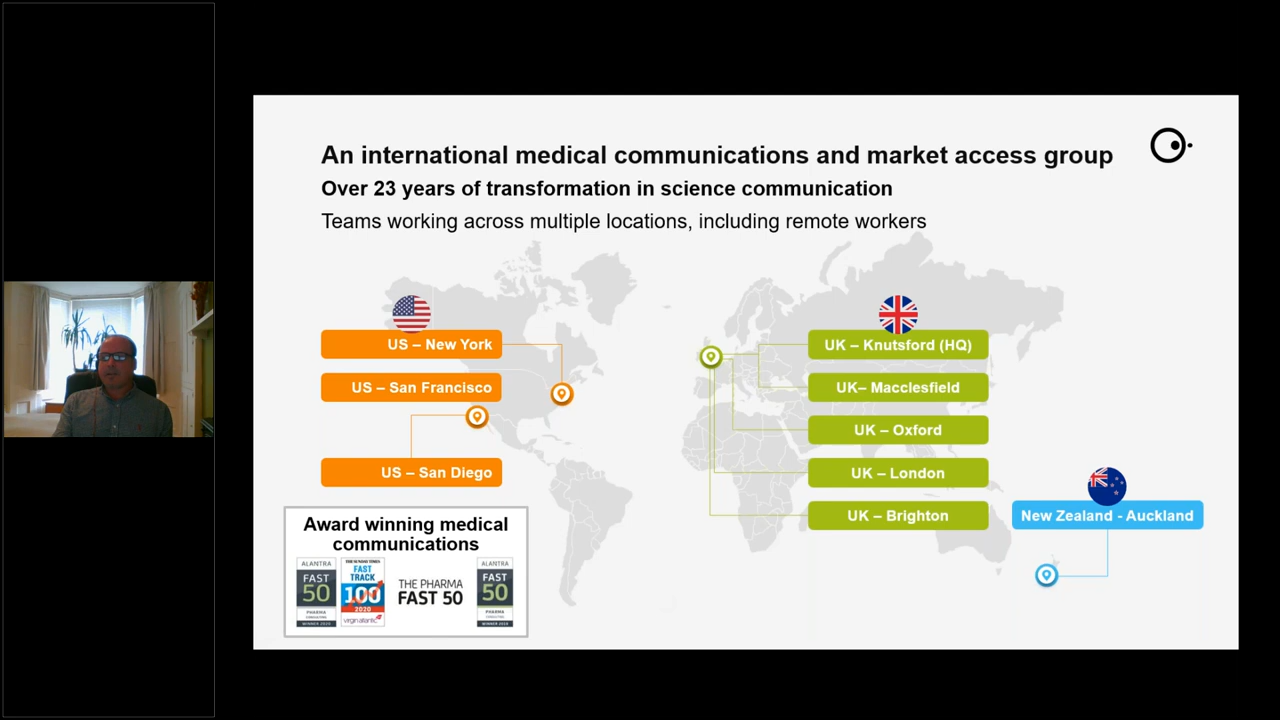 An international medical communications and market access group
Over 23 years of transformation in science communication
Teams working across multiple locations, including remote workers
US – New York
US – San Francisco
US – San Diego
UK – Knutsford (HQ)
UK– Macclesfield
UK – Oxford
UK – London
UK – Brighton
New Zealand - Auckland
Award winning medical
communications
ALANTRA
FAST
50
PHARMA
CONSULTING
WINNER 2020
THE SUNDAY TIMES
FAST
TRACK
100
2020
virgin atlantic
THE PHARMA
FAST 50
ALANTRA
FAST
50
PHARMA
CONSULTING